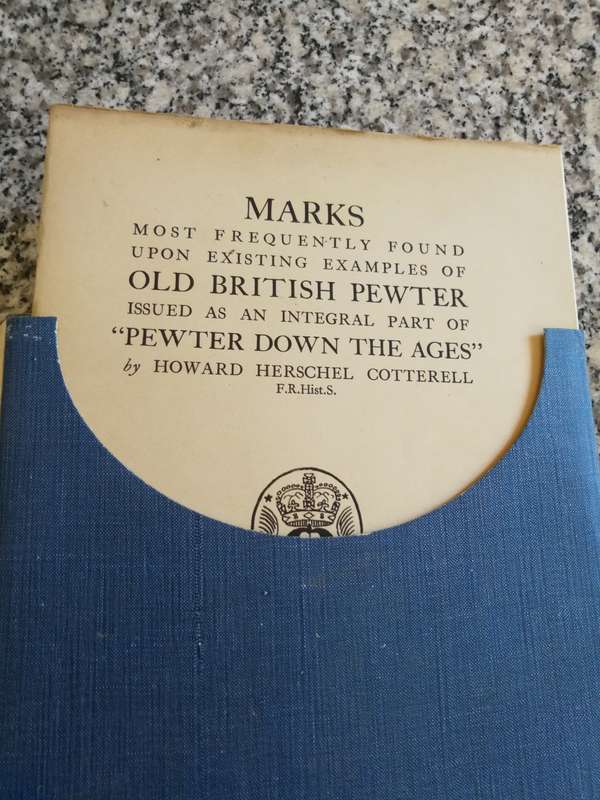 MARKS
MOST FREQUENTLY FOUND
UPON EXISTING EXAMPLES OF
OLD BRITISH PEWTER
ISSUED AS AN INTEGRAL PART OF
“PEWTER DOWN THE AGES”
by HOWARD HERSCHEL COTTERELL
F.R.Hist.S.